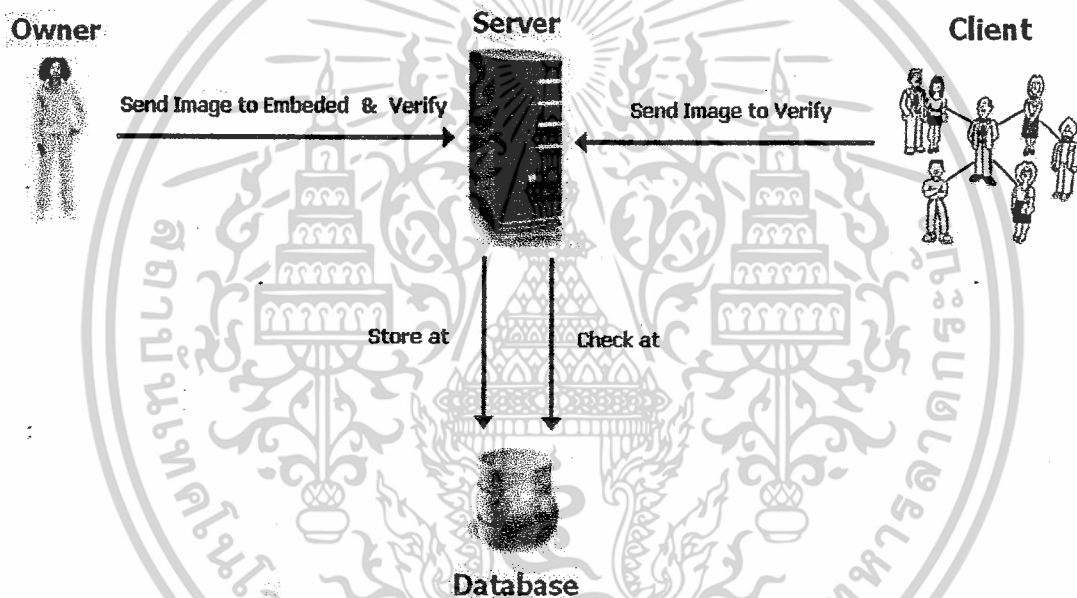 Owner
Server
Client
Send Image to Embeded & Verify
Send Image to Verify
Store at
Check at
Database